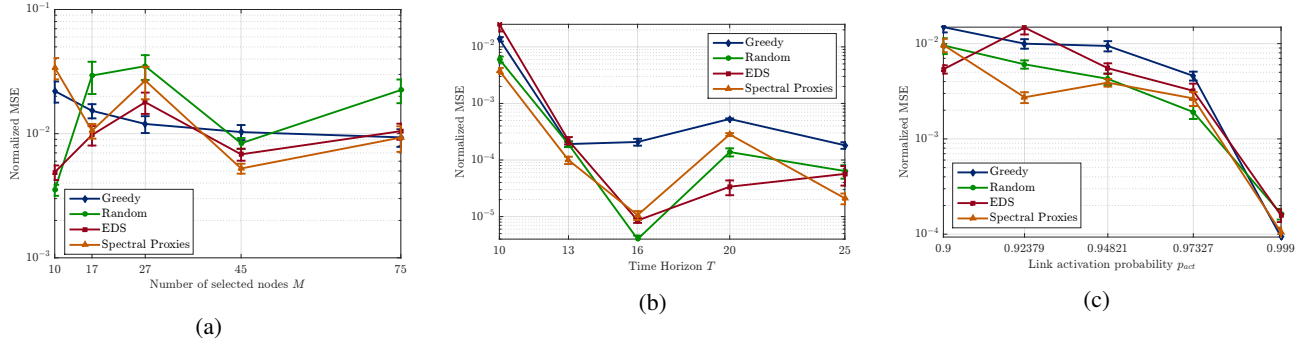 10^{-1}
10^{-2}
10^{-3}
Normalized MSE
Greedy
Random
EDS
Spectral Proxies
10 17 27 45 75
Number of selected nodes M
(a)
10^{-2}
10^{-3}
10^{-4}
10^{-5}
Normalized MSE
Greedy
Random
EDS
Spectral Proxies
10 13 16 20 25
Time Horizon T
(b)
10^{-2}
10^{-3}
10^{-4}
Normalized MSE
Greedy
Random
EDS
Spectral Proxies
0.9 0.92379 0.94821 0.97327 0.999
Link activation probability p_{act}
(c)